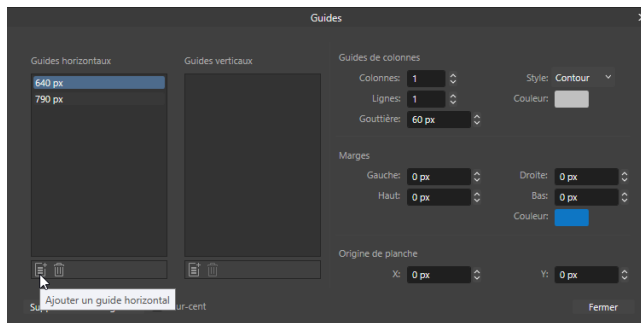 Guides
Guides horizontaux
Guides verticaux
640 px
790 px
Guides de colonnes
Colonnes: 1
Style: Contour
Lignes: 1
Couleur:
Gouttière: 60 px
Marges
Gauche: 0 px
Droite: 0 px
Haut: 0 px
Bas: 0 px
Couleur:
Origine de planche
X: 0 px
Y: 0 px
Ajouter un guide horizontal
ur-cent
Fermer